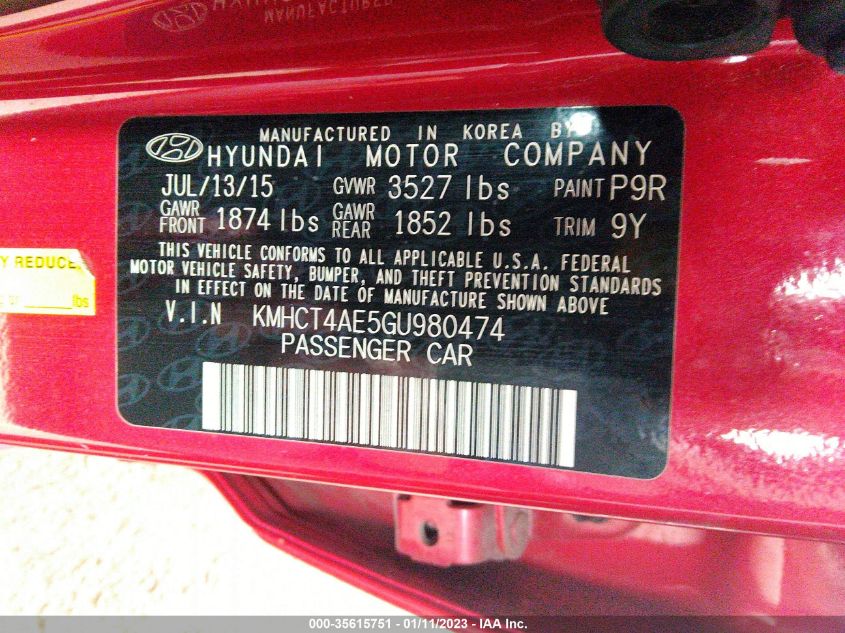 MANUFACTURED IN KOREA BY
HYUNDAI MOTOR COMPANY
JUL/13/15 GVWR 3527 lbs PAINT P9R
GAWR FRONT 1874 lbs GAWR REAR 1852 lbs TRIM 9Y
THIS VEHICLE CONFORMS TO ALL APPLICABLE U.S.A. FEDERAL
MOTOR VEHICLE SAFETY, BUMPER, AND THEFT PREVENTION STANDARDS
IN EFFECT ON THE DATE OF MANUFACTURE SHOWN ABOVE
V.I.N KMHCT4AE5GU980474
PASSENGER CAR
Y REDUCE
lbs
000-35615751 - 01/11/2023 - IAA Inc.